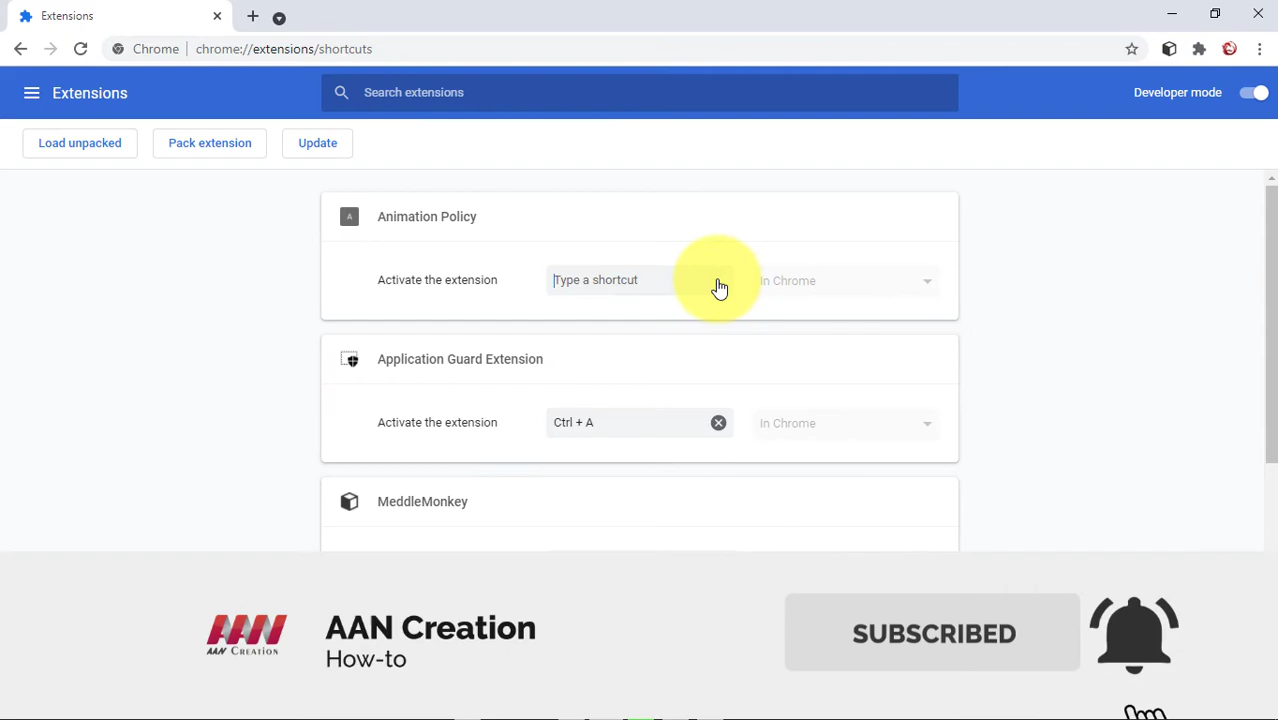 Extensions
Chrome chrome://extensions/shortcuts
Extensions
Search extensions
Developer mode
Load unpacked
Pack extension
Update
A
Animation Policy
Activate the extension
Type a shortcut
In Chrome
Application Guard Extension
Activate the extension
Ctrl + A
In Chrome
MeddleMonkey
AAN
CREATION
AAN Creation
How-to
SUBSCRIBED